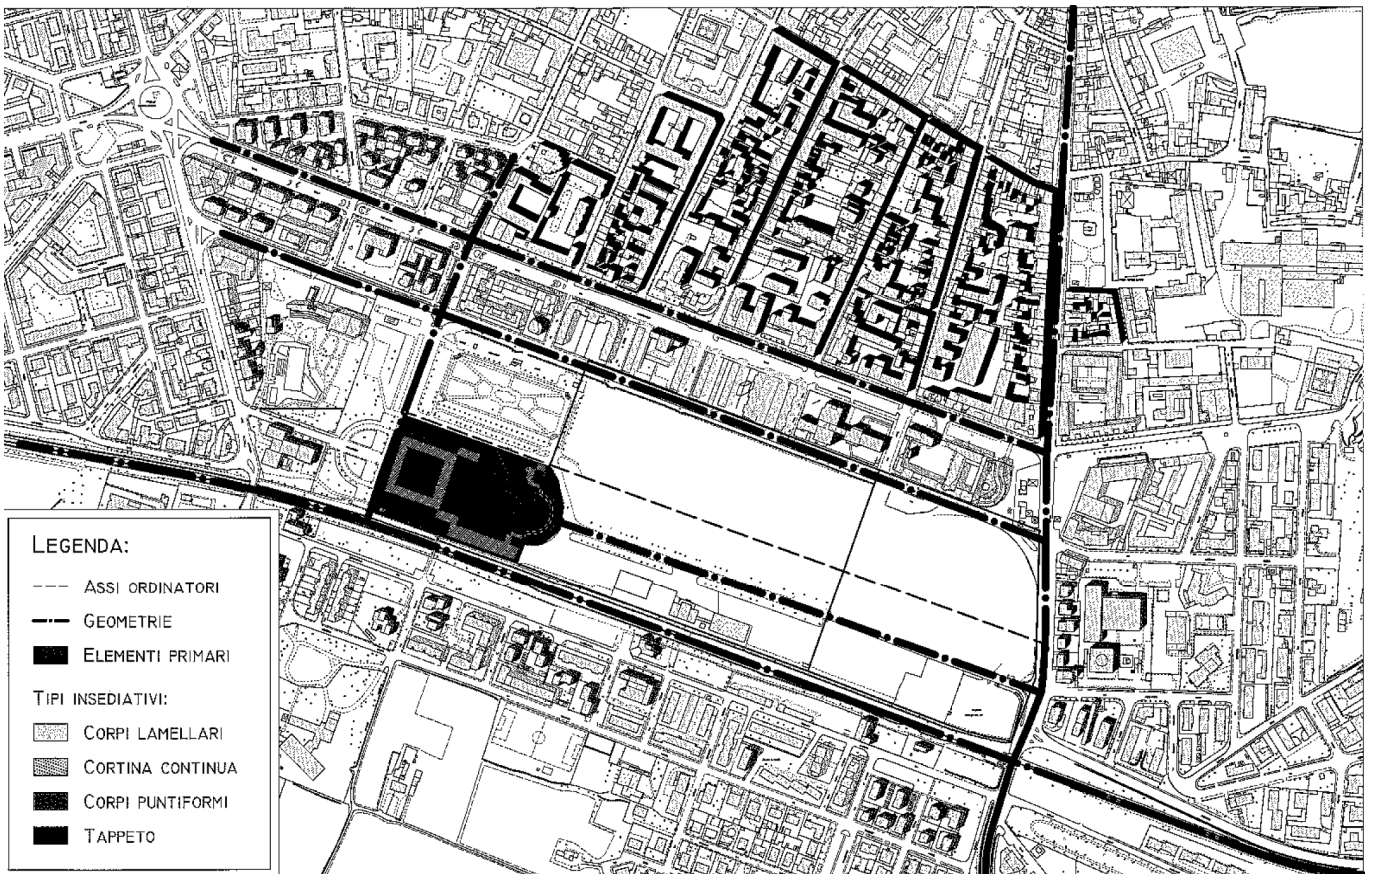 LEGENDA:
ASSI ORDINATORI
GEOMETRIE
ELEMENTI PRIMARI
TIPI INSEDIATIVI:
CORPI LAMELLARI
CORTINA CONTINUA
CORPI PUNTIFORMI
TAPPETO